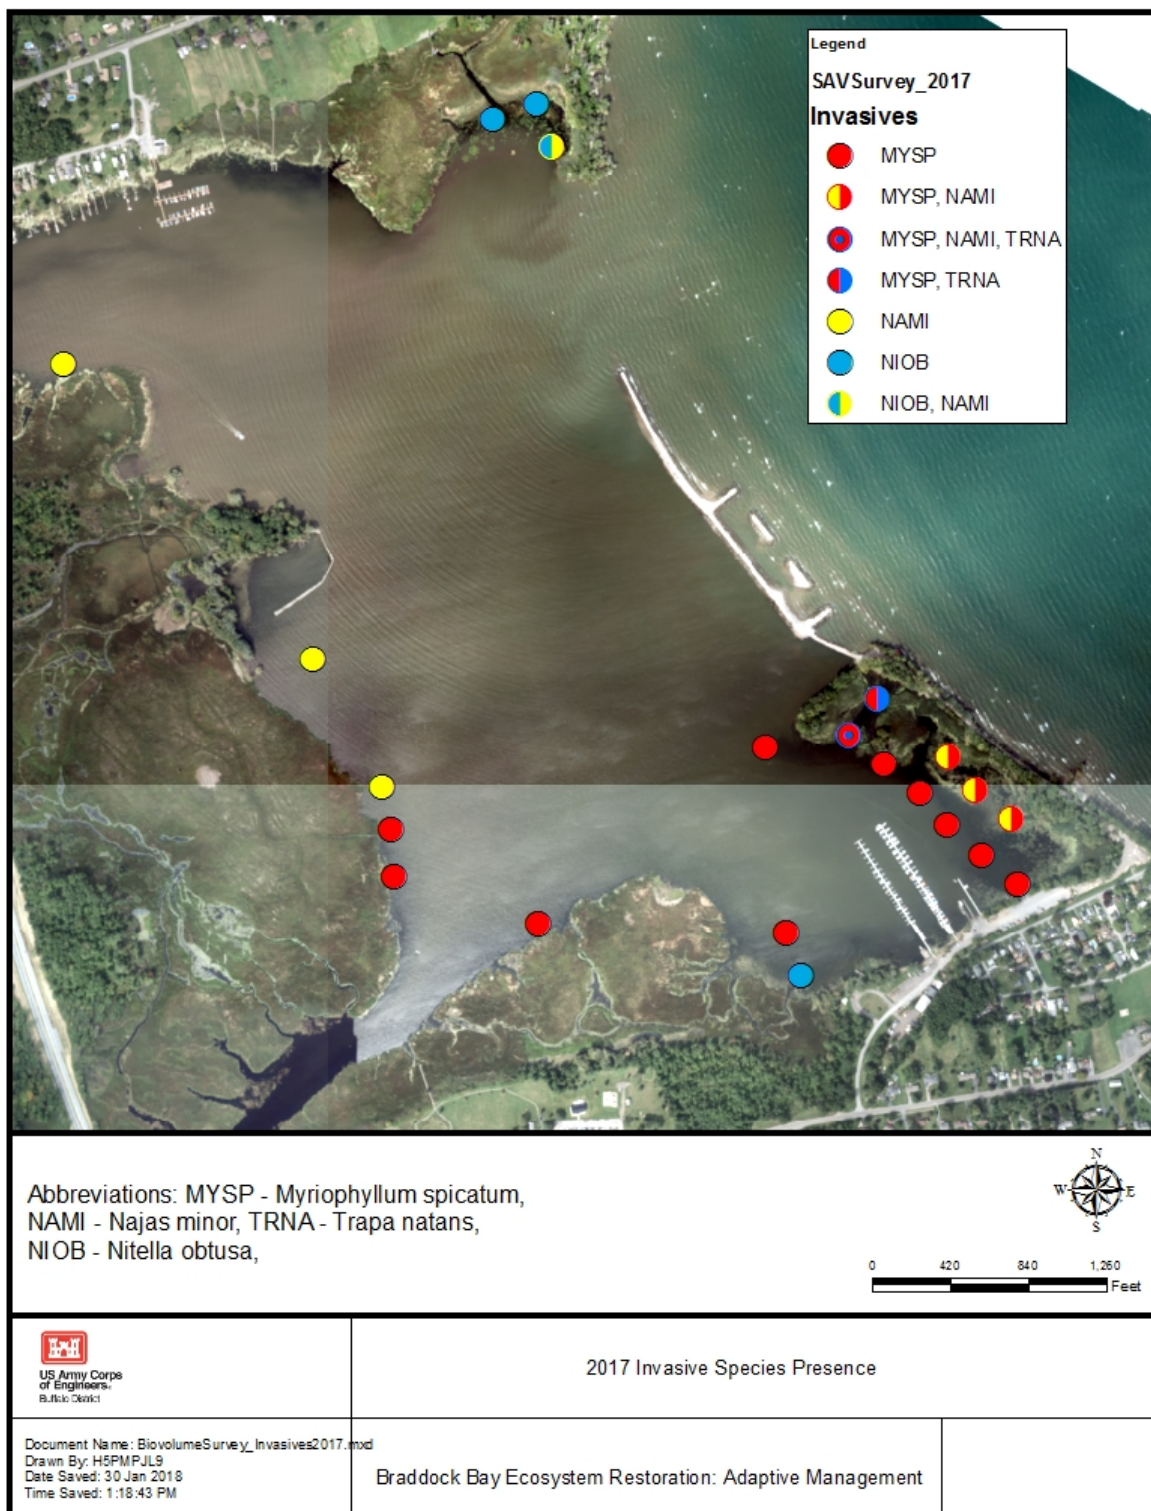 Legend
SAVSurvey_2017
Invasives
MYSP
MYSP, NAMI
MYSP, NAMI, TRNA
MYSP, TRNA
NAMI
NIOB
NIOB, NAMI
Abbreviations: MYSP - Myriophyllum spicatum,
NAMI - Najas minor, TRNA - Trapa natans,
NIOB - Nitella obtusa,
N
W E
S
0 420 840 1,260
Feet
US Army Corps
of Engineers®
Buffalo District
2017 Invasive Species Presence
Document Name: BiovolumeSurvey_Invasives2017.mxd
Drawn By: H5PMPJL9
Date Saved: 30 Jan 2018
Time Saved: 1:18:43 PM
Braddock Bay Ecosystem Restoration: Adaptive Management